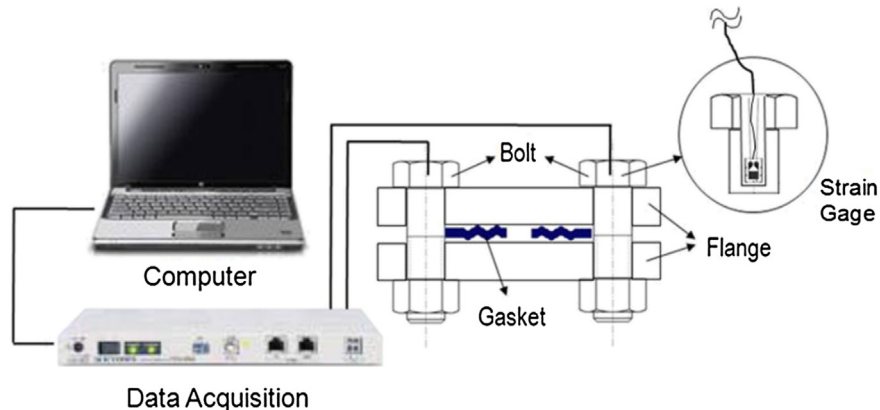 Bolt
Strain
Gage
Computer
Flange
Gasket
Data Acquisition